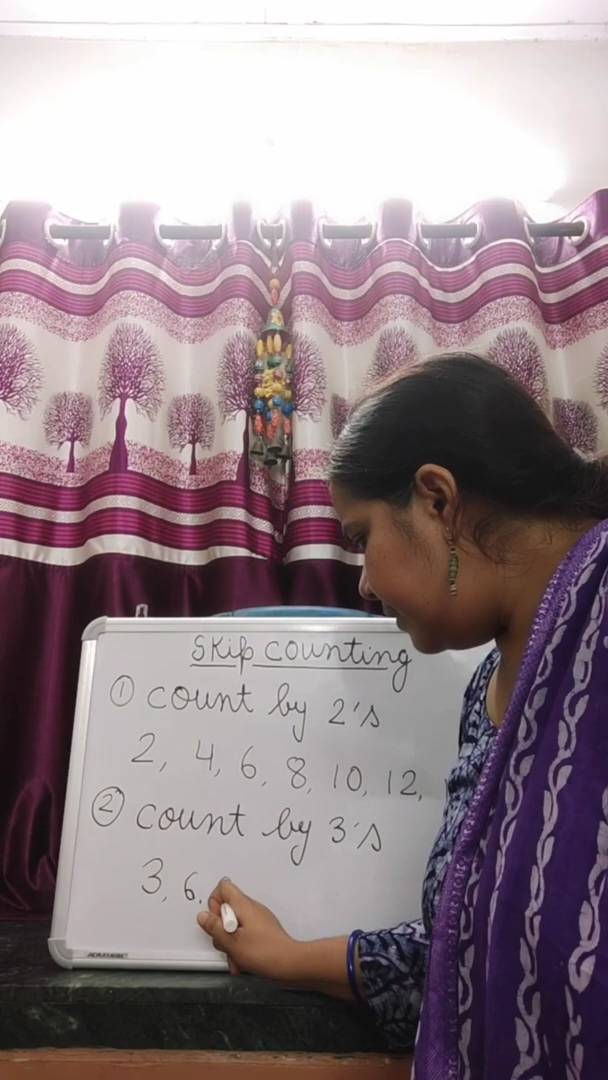 Skip counting
① count by 2's
2, 4, 6, 8, 10, 12,
② count by 3's
3, 6,